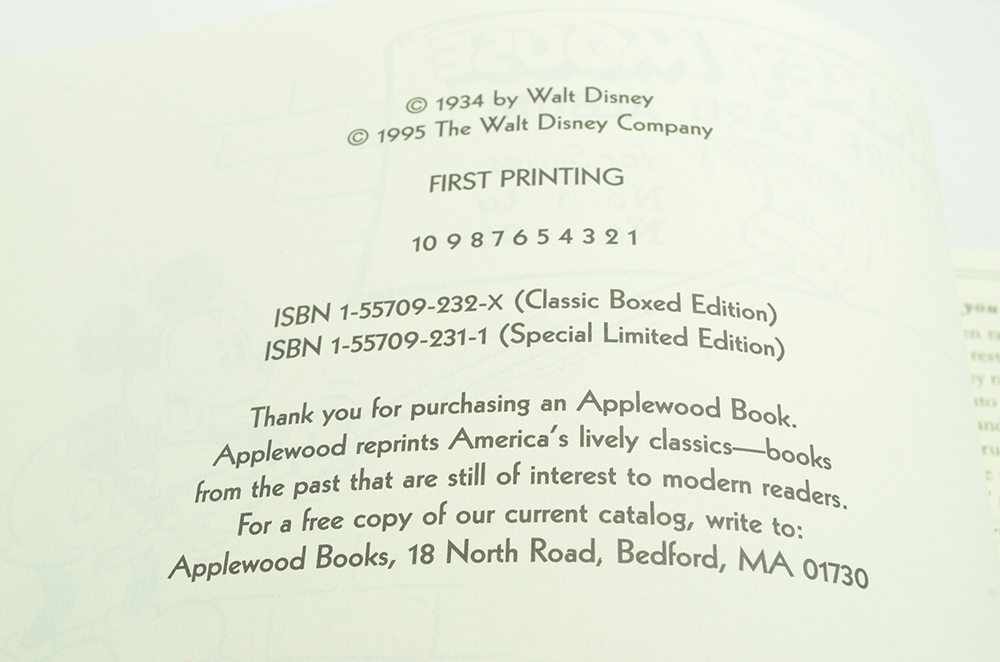 © 1934 by Walt Disney
© 1995 The Walt Disney Company
FIRST PRINTING
10 9 8 7 6 5 4 3 2 1
ISBN 1-55709-232-X (Classic Boxed Edition)
ISBN 1-55709-231-1 (Special Limited Edition)
Thank you for purchasing an Applewood Book.
Applewood reprints America's lively classics—books
from the past that are still of interest to modern readers.
For a free copy of our current catalog, write to:
Applewood Books, 18 North Road, Bedford, MA 01730
you